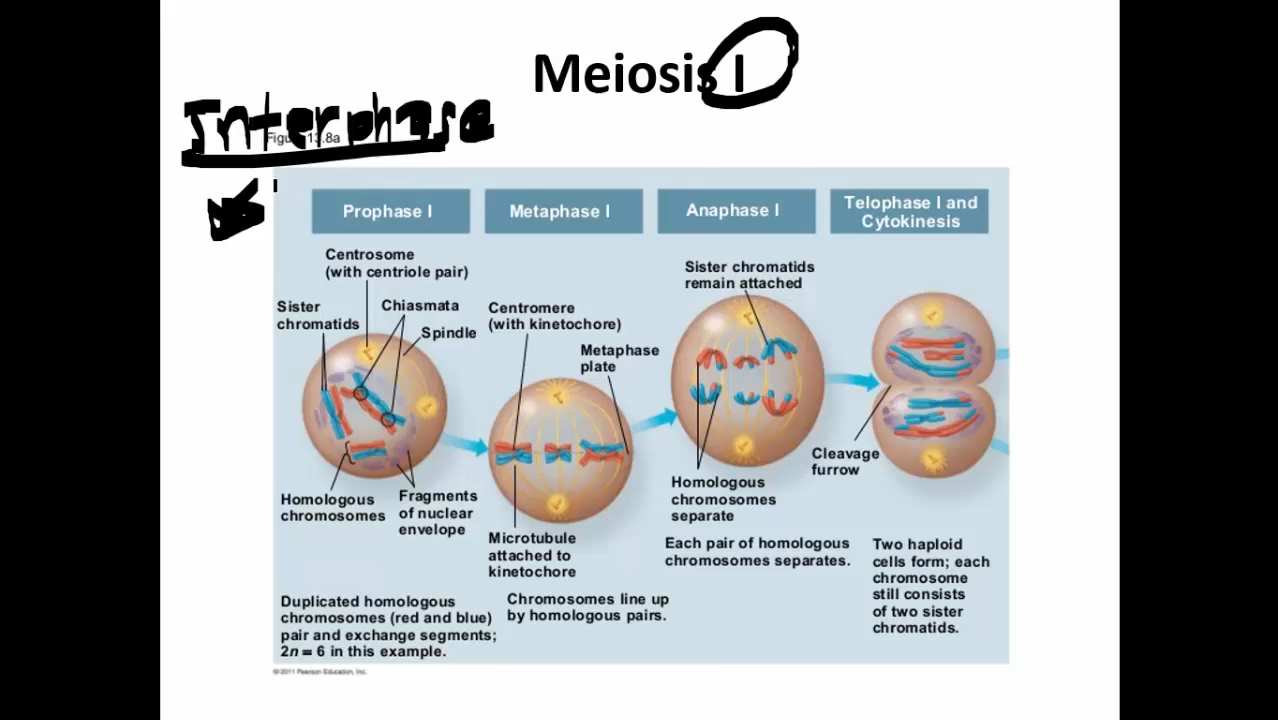 Meiosis I
Interphase
Figure 13.8a
Prophase I
Metaphase I
Anaphase I
Telophase I and
Cytokinesis
Centrosome
(with centriole pair)
Sister
chromatids
Chiasmata
Spindle
Centromere
(with kinetochore)
Metaphase
plate
Sister chromatids
remain attached
Cleavage
furrow
Homologous
chromosomes
Fragments
of nuclear
envelope
Microtubule
attached to
kinetochore
Homologous
chromosomes
separate
Duplicated homologous
chromosomes (red and blue)
pair and exchange segments;
2n = 6 in this example.
Chromosomes line up
by homologous pairs.
Each pair of homologous
chromosomes separates.
Two haploid
cells form; each
chromosome
still consists
of two sister
chromatids.
© 2011 Pearson Education, Inc.